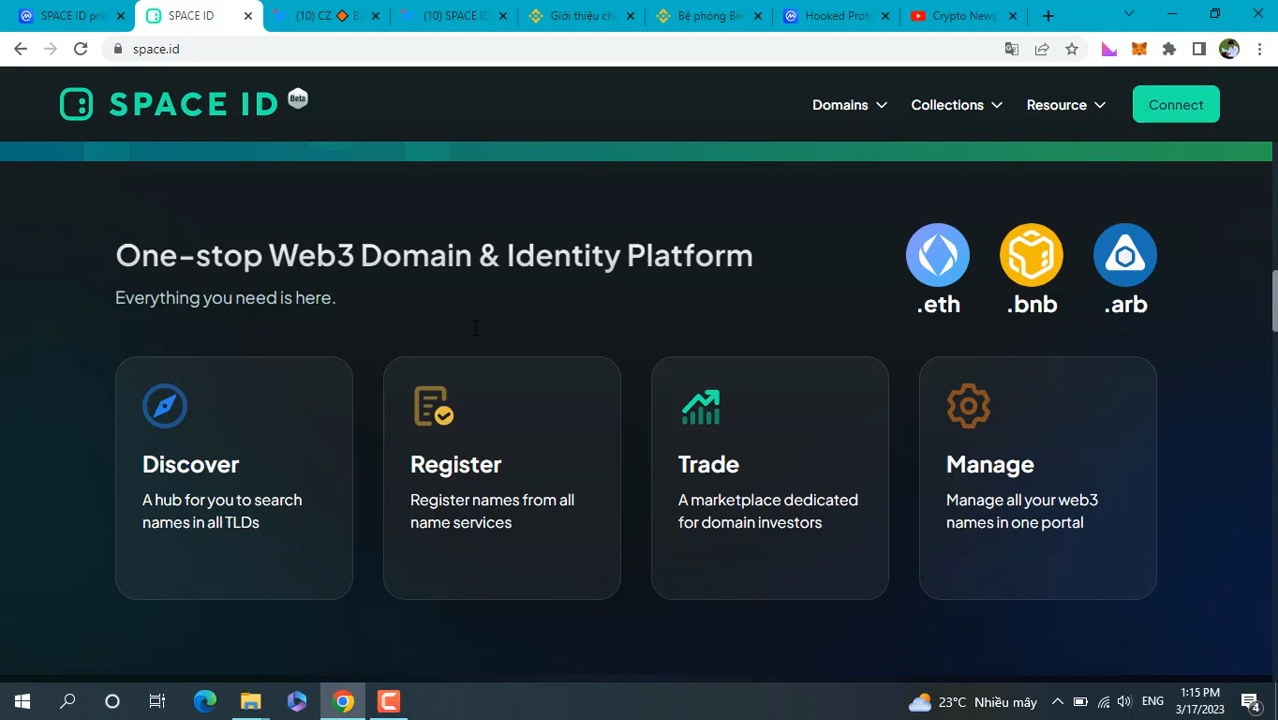 SPACE ID pric
SPACE ID
(10) CZ 🔶 Bi
(10) SPACE ID
Giới thiệu ch
Bệ phóng Bin
Hooked Prot
Crypto News
space.id
SPACE ID
Beta
Domains
Collections
Resource
Connect
One-stop Web3 Domain & Identity Platform
Everything you need is here.
.eth
.bnb
.arb
Discover
A hub for you to search
names in all TLDs
Register
Register names from all
name services
Trade
A marketplace dedicated
for domain investors
Manage
Manage all your web3
names in one portal
23°C Nhiều mây
ENG
1:15 PM
3/17/2023
4